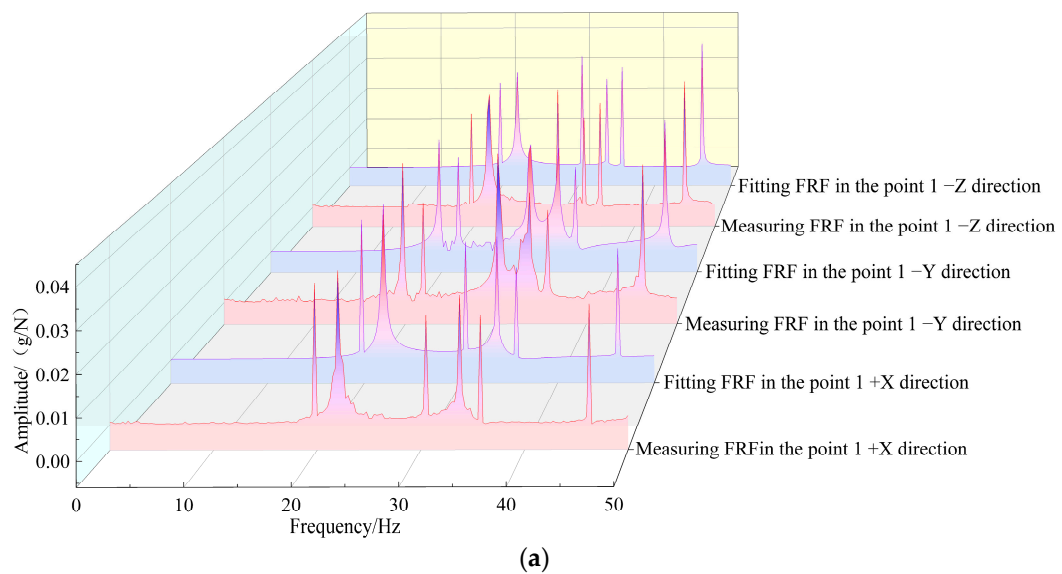 Fitting FRF in the point 1 −Z direction
Measuring FRF in the point 1 −Z direction
Fitting FRF in the point 1 −Y direction
Measuring FRF in the point 1 −Y direction
Fitting FRF in the point 1 +X direction
Measuring FRFin the point 1 +X direction
Amplitude/（g/N）
0.04
0.03
0.02
0.01
0.00
0 10 20 30 40 50
Frequency/Hz
(a)